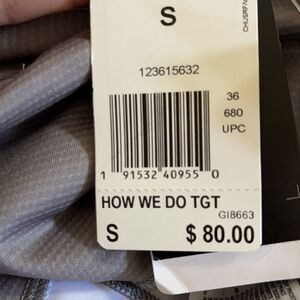 S
123615632
36
680
UPC
1 91532 40955 0
HOW WE DO TGT
GI8663
S $ 80.00